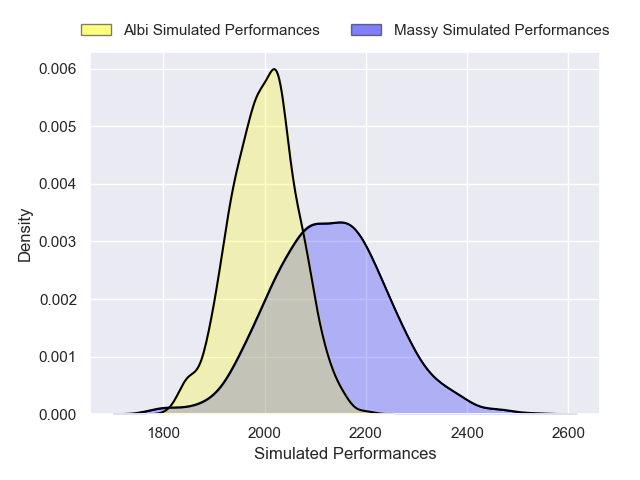 Albi Simulated Performances Massy Simulated Performances
0.006
0.005
0.004
0.003
0.002
0.001
0.000
Density
1800 2000 2200 2400 2600
Simulated Performances